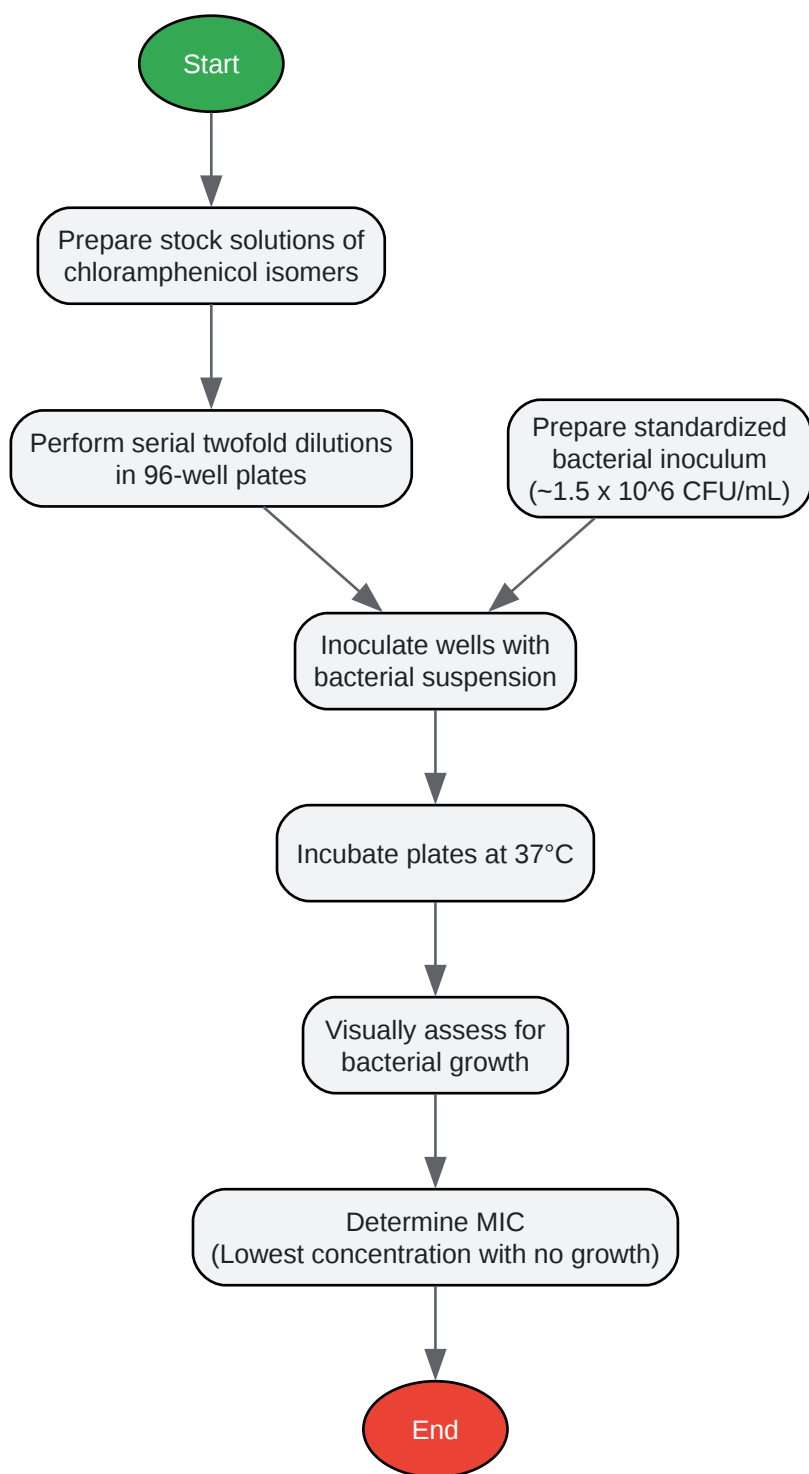 Start
Prepare stock solutions of
chloramphenicol isomers
Perform serial twofold dilutions
in 96-well plates
Prepare standardized
bacterial inoculum
(~1.5 x 10^6 CFU/mL)
Inoculate wells with
bacterial suspension
Incubate plates at 37°C
Visually assess for
bacterial growth
Determine MIC
(Lowest concentration with no growth)
End